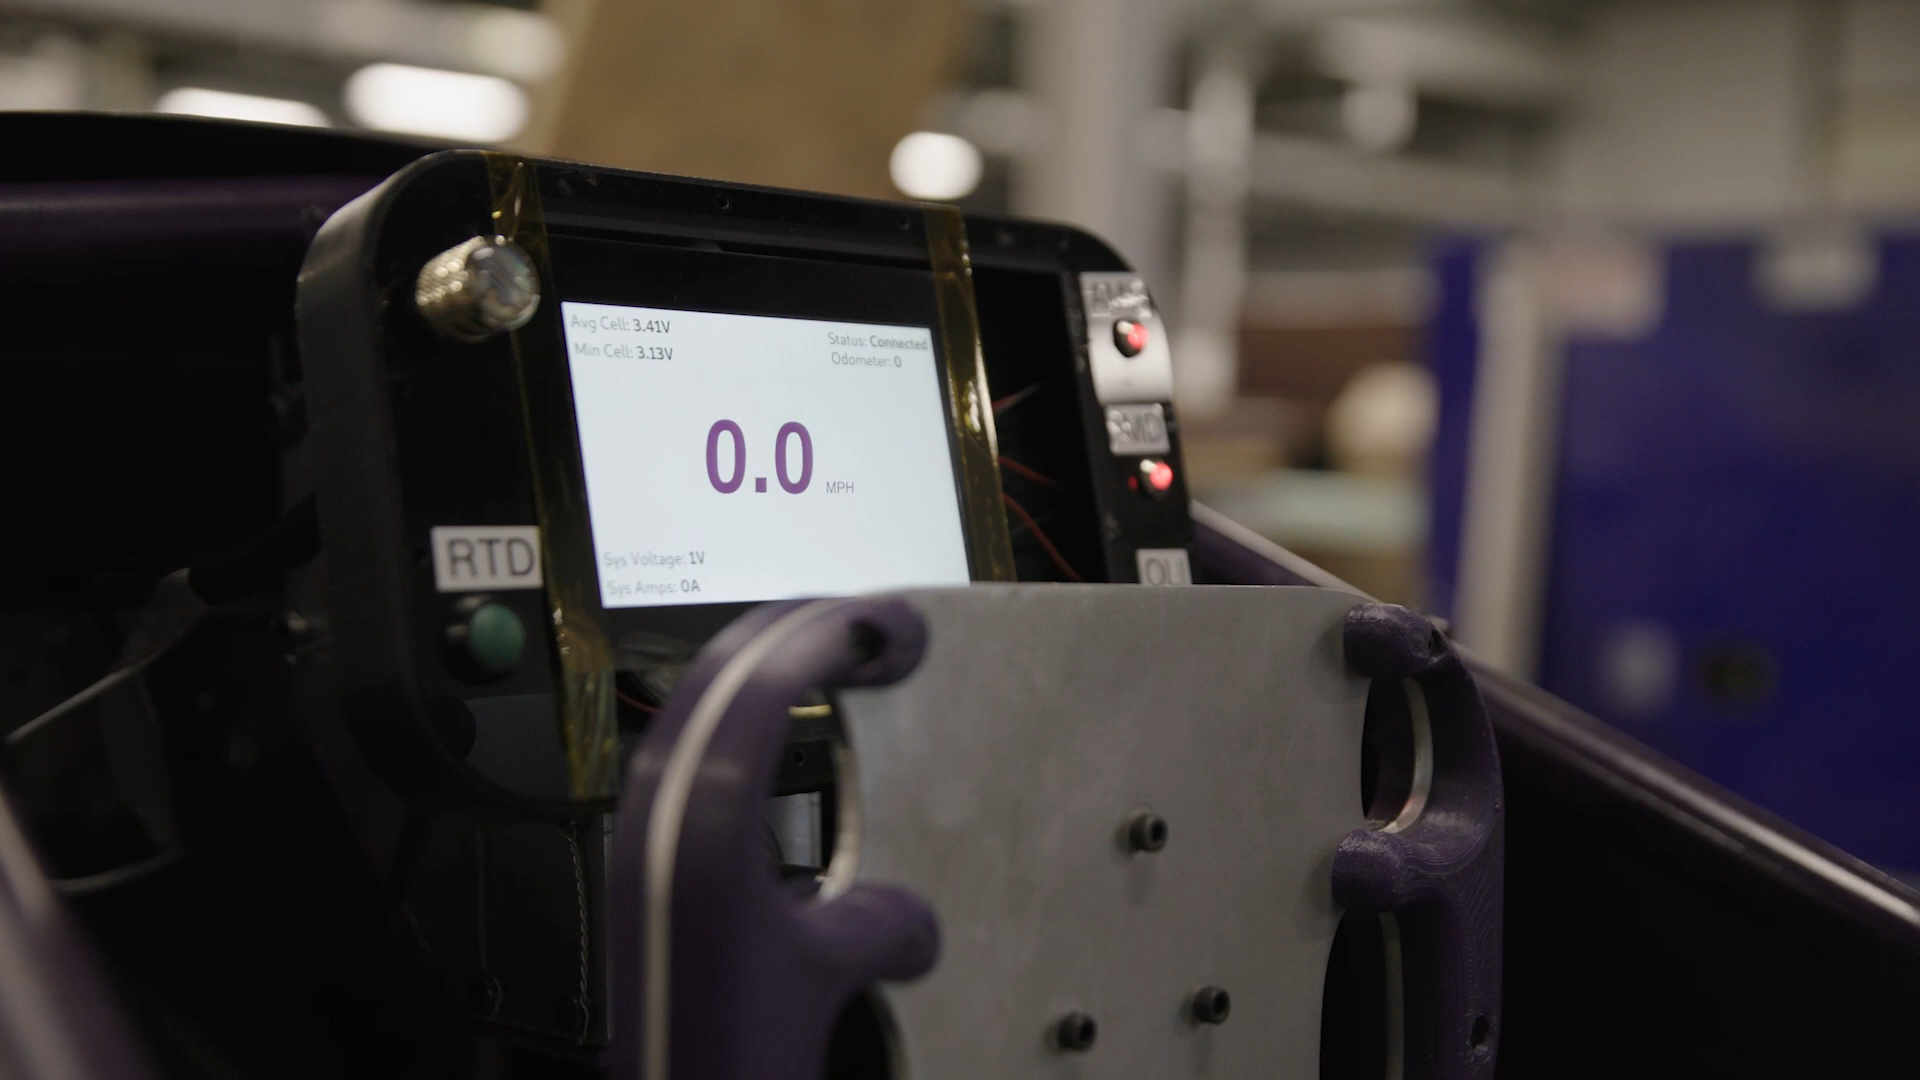 Avg Cell: 3.41V
Min Cell: 3.13V
Status: Connected
Odometer: 0
0.0 MPH
Sys Voltage: 1V
Sys Amps: 0A
RTD